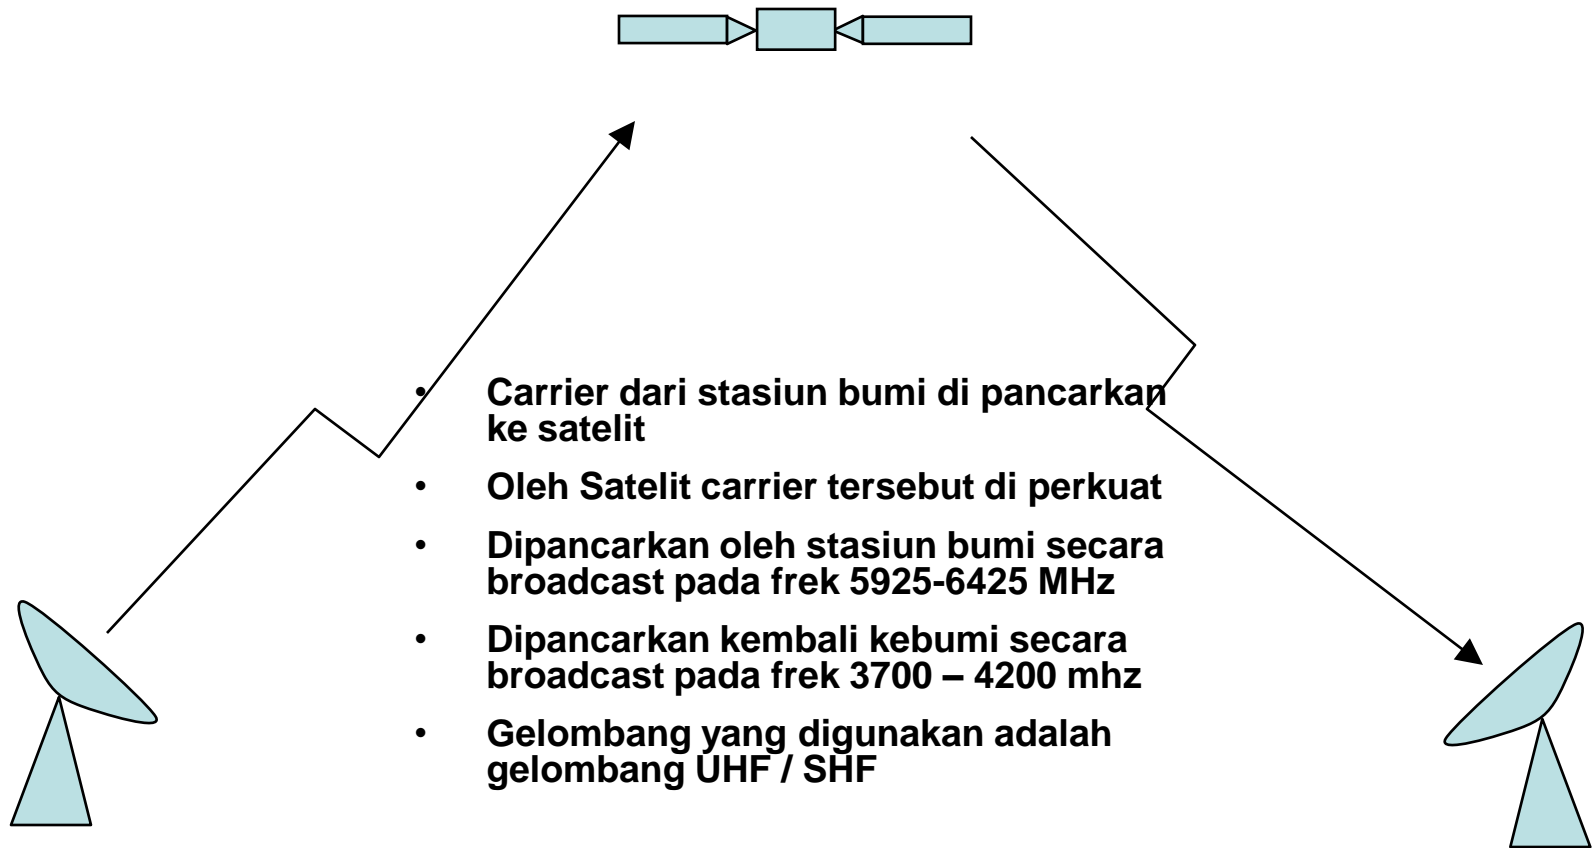 • Carrier dari stasiun bumi di pancarkan
ke satelit
• Oleh Satelit carrier tersebut di perkuat
• Dipancarkan oleh stasiun bumi secara
broadcast pada frek 5925-6425 MHz
• Dipancarkan kembali kebumi secara
broadcast pada frek 3700 – 4200 mhz
• Gelombang yang digunakan adalah
gelombang UHF / SHF